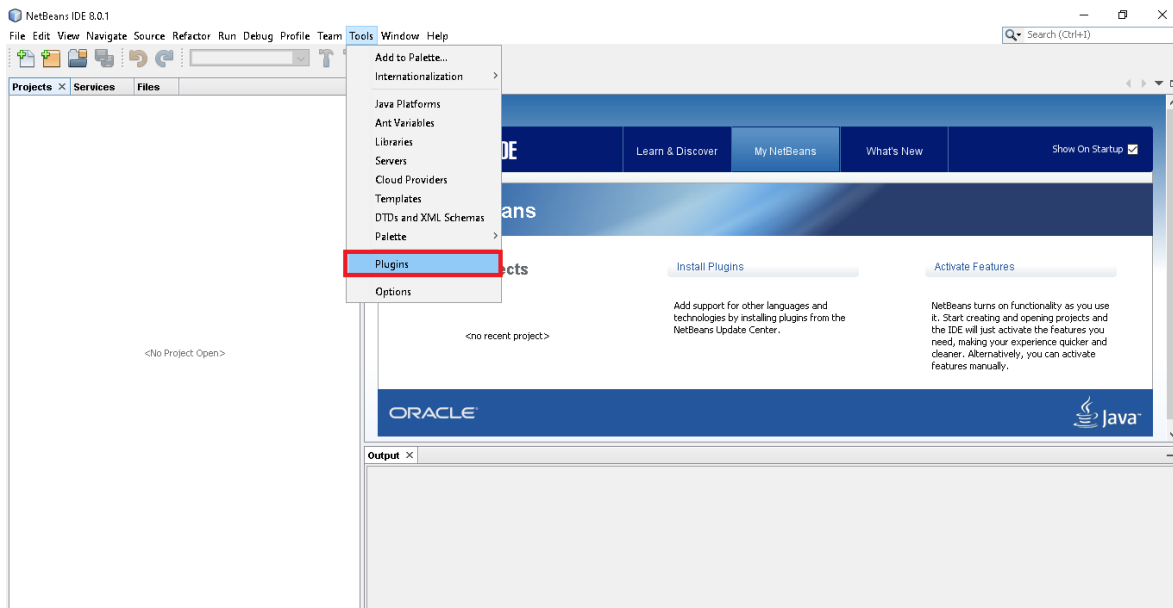 NetBeans IDE 8.0.1
File Edit View Navigate Source Refactor Run Debug Profile Team Tools Window Help
Search (Ctrl+I)
Add to Palette...
Internationalization
Java Platforms
Ant Variables
Libraries
Servers
Cloud Providers
Templates
DTDs and XML Schemas
Palette
Plugins
Options
Projects Services Files
Learn & Discover My NetBeans What's New Show On Startup
Install Plugins
Activate Features
<no recent project>
Add support for other languages and
technologies by installing plugins from the
NetBeans Update Center.
NetBeans turns on functionality as you use
it. Start creating and opening projects and
the IDE will just activate the features you
need, making your experience quicker and
cleaner. Alternatively, you can activate
features manually.
<No Project Open>
ORACLE
Java
Output